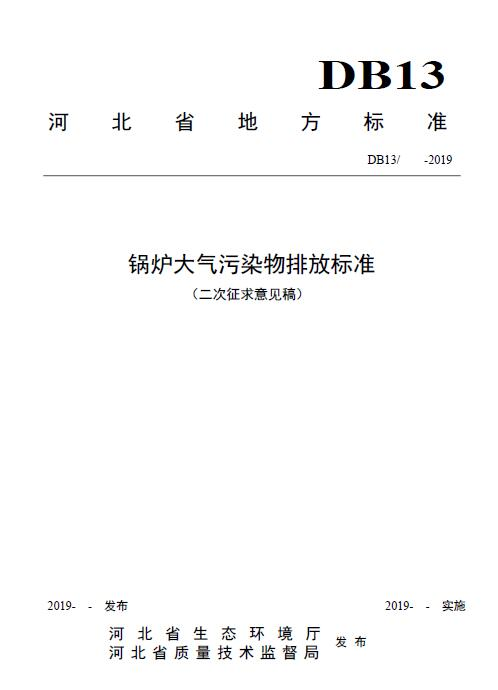 DB13
河北省地方标准
DB13/ -2019
锅炉大气污染物排放标准
（二次征求意见稿）
2019- - 发布 2019- - 实施
河北省生态环境厅
河北省质量技术监督局
发布